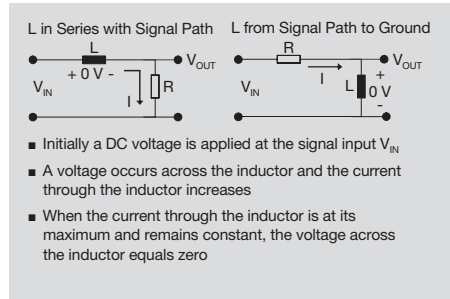 L in Series with Signal Path
L from Signal Path to Ground
L
V_OUT
+ 0 V -
V_IN
I
R
R
V_OUT
I
+
V_IN
L
0 V
-
■ Initially a DC voltage is applied at the signal input V_IN
■ A voltage occurs across the inductor and the current
through the inductor increases
■ When the current through the inductor is at its
maximum and remains constant, the voltage across
the inductor equals zero